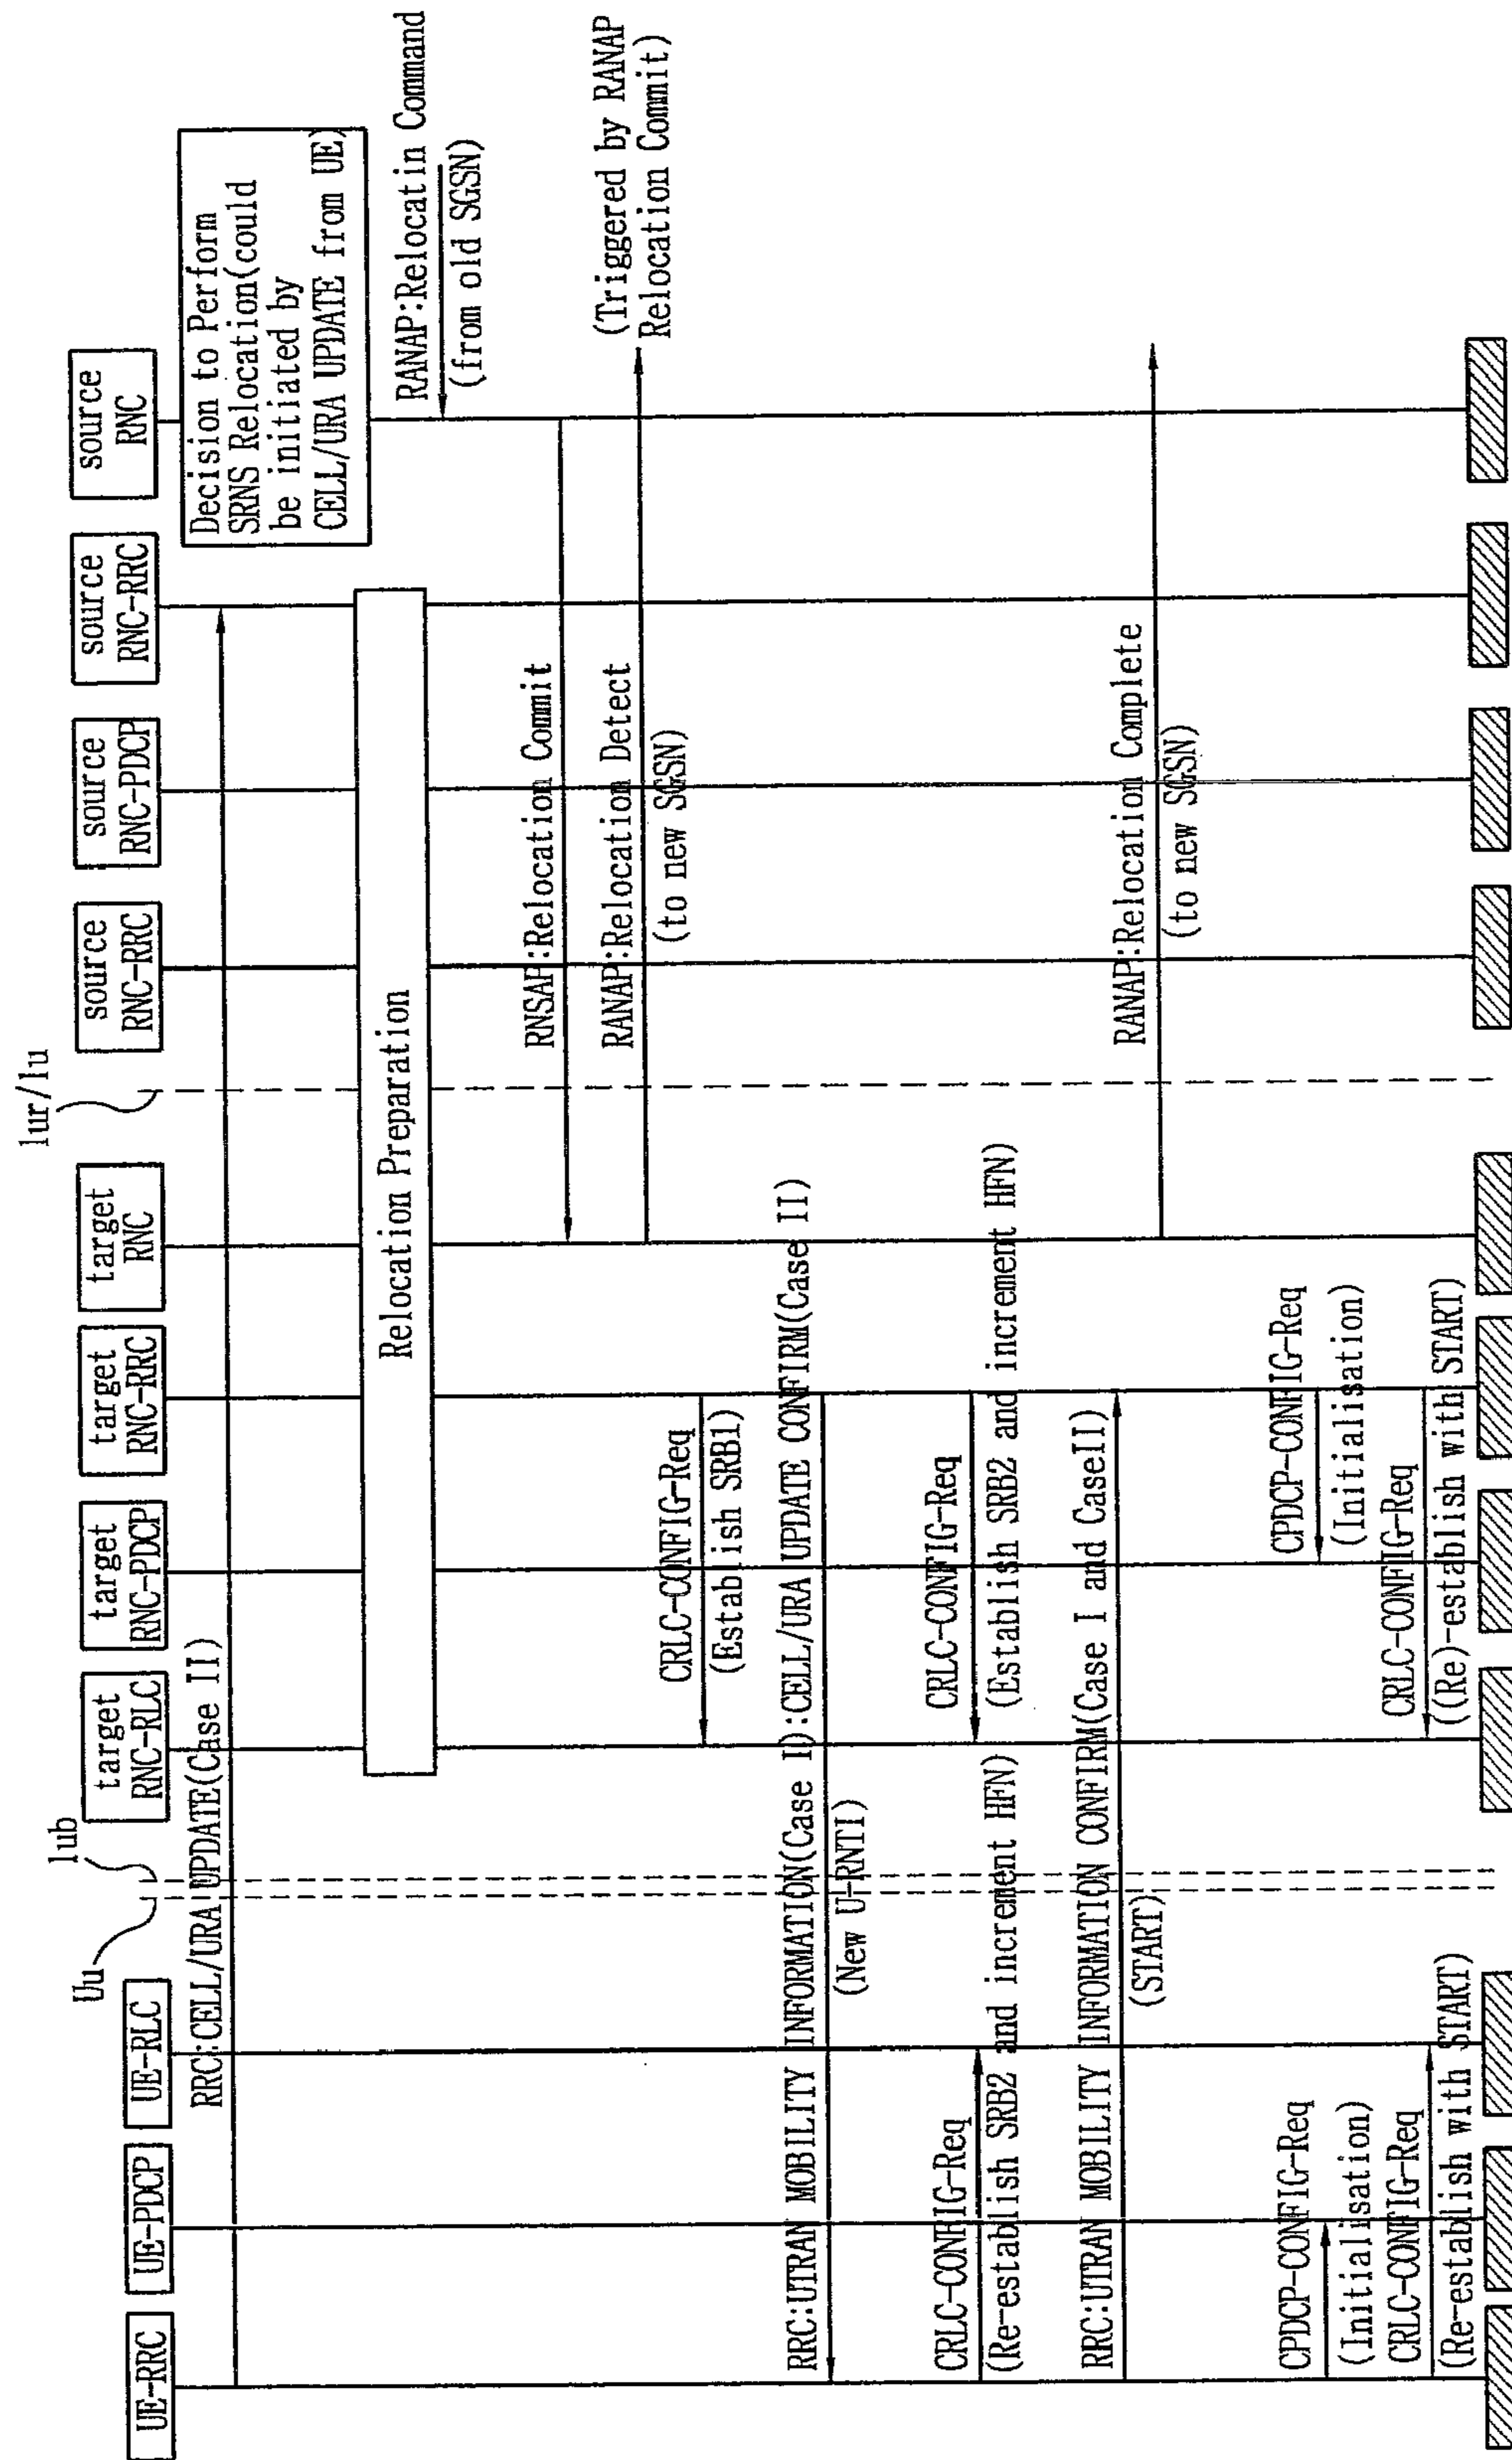 UE-RRC
UE-PDCP
UE-RLC
Uu
lub
target
RNC-RLC
target
RNC-PDCP
target
RNC-RRC
target
RNC
lur/lu
source
RNC-RRC
source
RNC-PDCP
source
RNC-RRC
source
RNC
RRC:CELL/URA UPDATE(Case II)
Decision to Perform
SRNS Relocation(could
be initiated by
CELL/URA UPDATE from UE)
Relocation Preparation
RANAP:Relocatin Command
(from old SGSN)
RNSAP:Relocation Commit
RANAP:Relocation Detect
(to new SGSN)
(Triggered by RANAP
Relocation Commit)
CRLC-CONFIG-Req
(Establish SRB1)
RRC:UTRAN MOBILITY INFORMATION(Case I):CELL/URA UPDATE CONFIRM(Case II)
(New U-RNTI)
CRLC-CONFIG-Req
(Re-establish SRB2 and increment HFN)
CRLC-CONFIG-Req
(Establish SRB2 and increment HFN)
RRC:UTRAN MOBILITY INFORMATION CONFIRM(Case I and CaseII)
(START)
RANAP:Relocation Complete
(to new SGSN)
CPDCP-CONFIG-Req
(Initialisation)
CRLC-CONFIG-Req
(Re-establish with START)
CPDCP-CONFIG-Req
(Initialisation)
CRLC-CONFIG-Req
((Re)-establish with START)